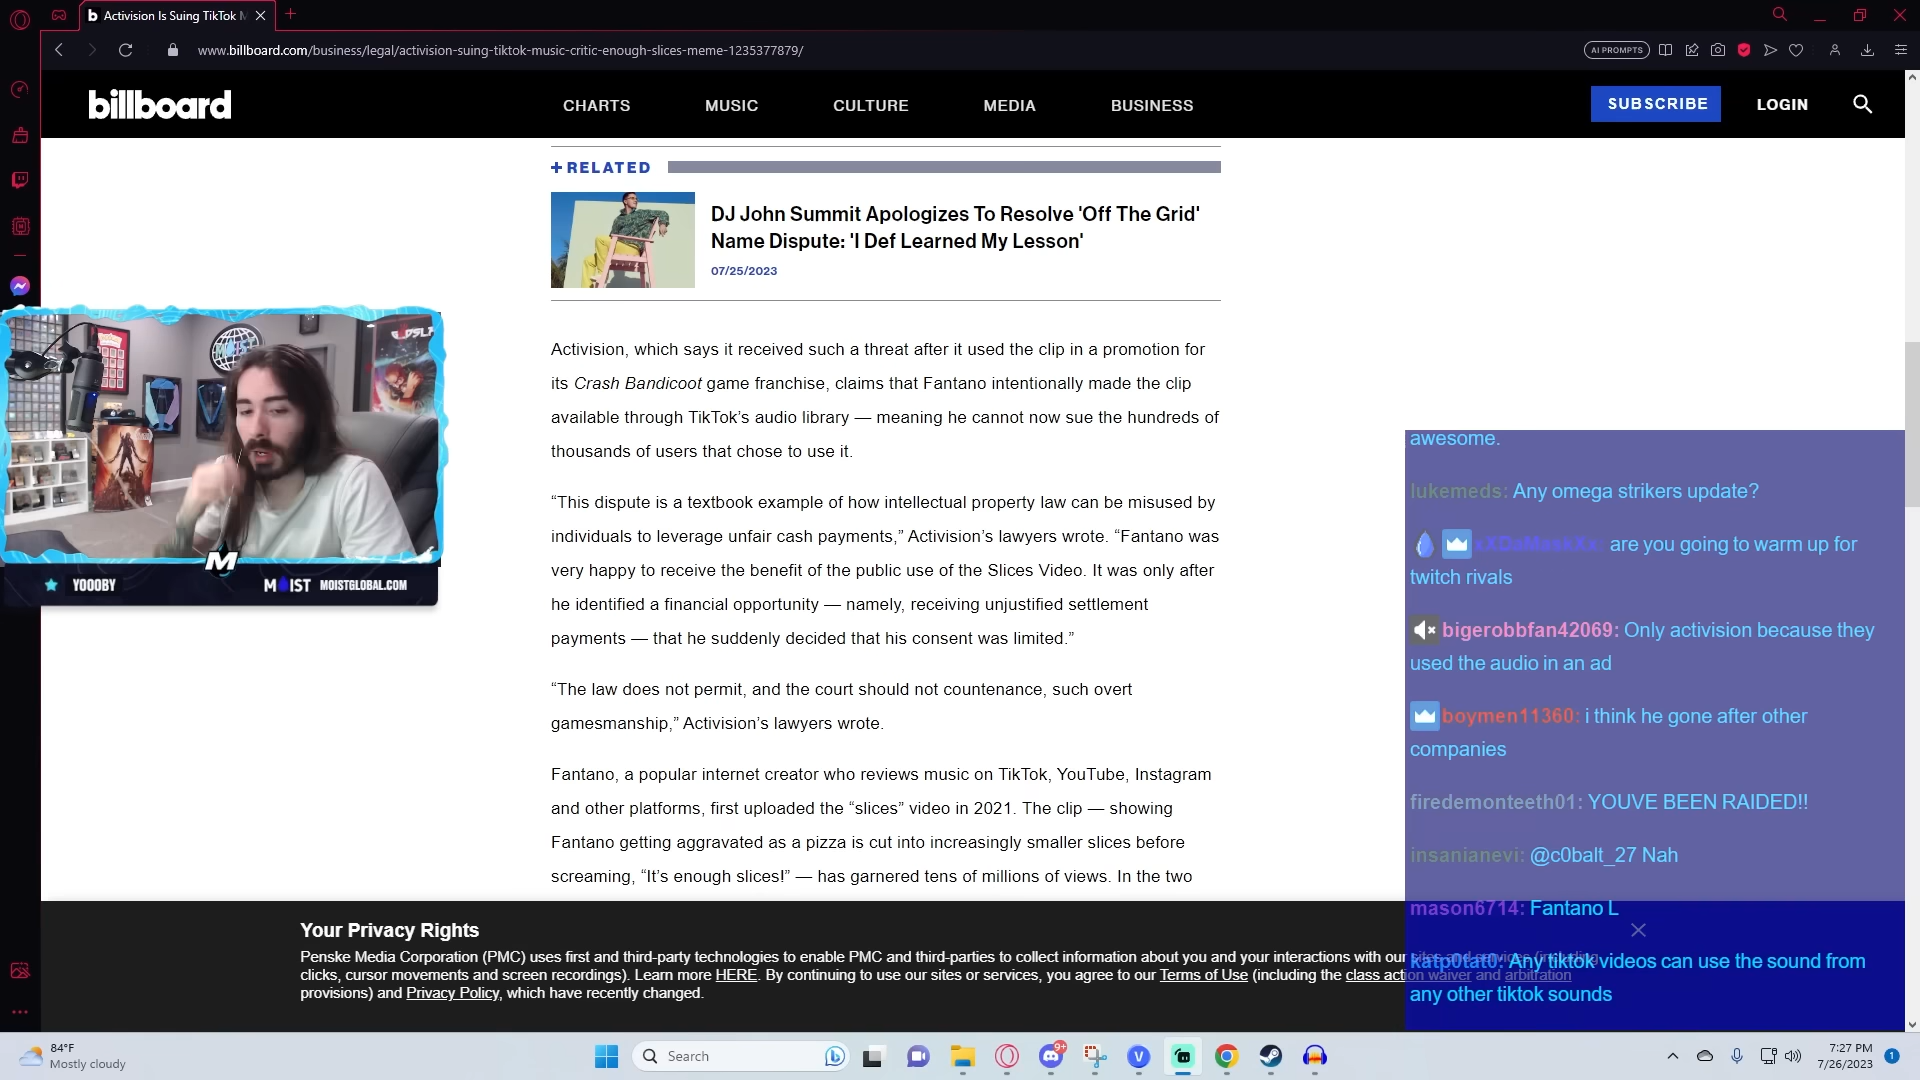 Activision Is Suing TikTok M
www.billboard.com/business/legal/activision-suing-tiktok-music-critic-enough-slices-meme-1235377879/
AI PROMPTS
billboard
CHARTS
MUSIC
CULTURE
MEDIA
BUSINESS
SUBSCRIBE
LOGIN
+ RELATED
DJ John Summit Apologizes To Resolve 'Off The Grid'
Name Dispute: 'I Def Learned My Lesson'
07/25/2023
Activision, which says it received such a threat after it used the clip in a promotion for
its Crash Bandicoot game franchise, claims that Fantano intentionally made the clip
available through TikTok’s audio library — meaning he cannot now sue the hundreds of
thousands of users that chose to use it.
“This dispute is a textbook example of how intellectual property law can be misused by
individuals to leverage unfair cash payments,” Activision’s lawyers wrote. “Fantano was
very happy to receive the benefit of the public use of the Slices Video. It was only after
he identified a financial opportunity — namely, receiving unjustified settlement
payments — that he suddenly decided that his consent was limited.”
“The law does not permit, and the court should not countenance, such overt
gamesmanship,” Activision’s lawyers wrote.
Fantano, a popular internet creator who reviews music on TikTok, YouTube, Instagram
and other platforms, first uploaded the “slices” video in 2021. The clip — showing
Fantano getting aggravated as a pizza is cut into increasingly smaller slices before
screaming, “It’s enough slices!” — has garnered tens of millions of views. In the two
M
YOOOBY
MOIST
MOISTGLOBAL.COM
awesome.
lukemeds: Any omega strikers update?
are you going to warm up for
twitch rivals
bigerobbfan42069: Only activision because they
used the audio in an ad
boymen11360: i think he gone after other
companies
firedemonteeth01: YOUVE BEEN RAIDED!!
insanianevi: @c0balt_27 Nah
mason6714: Fantano L
katp0tat0: Any tiktok videos can use the sound from
any other tiktok sounds
Your Privacy Rights
Penske Media Corporation (PMC) uses first and third-party technologies to enable PMC and third-parties to collect information about you and your interactions with our sites and services (including
clicks, cursor movements and screen recordings). Learn more HERE. By continuing to use our sites or services, you agree to our Terms of Use (including the class action waiver and arbitration
provisions) and Privacy Policy, which have recently changed.
84°F
Mostly cloudy
Search
9+
7:27 PM
7/26/2023
1